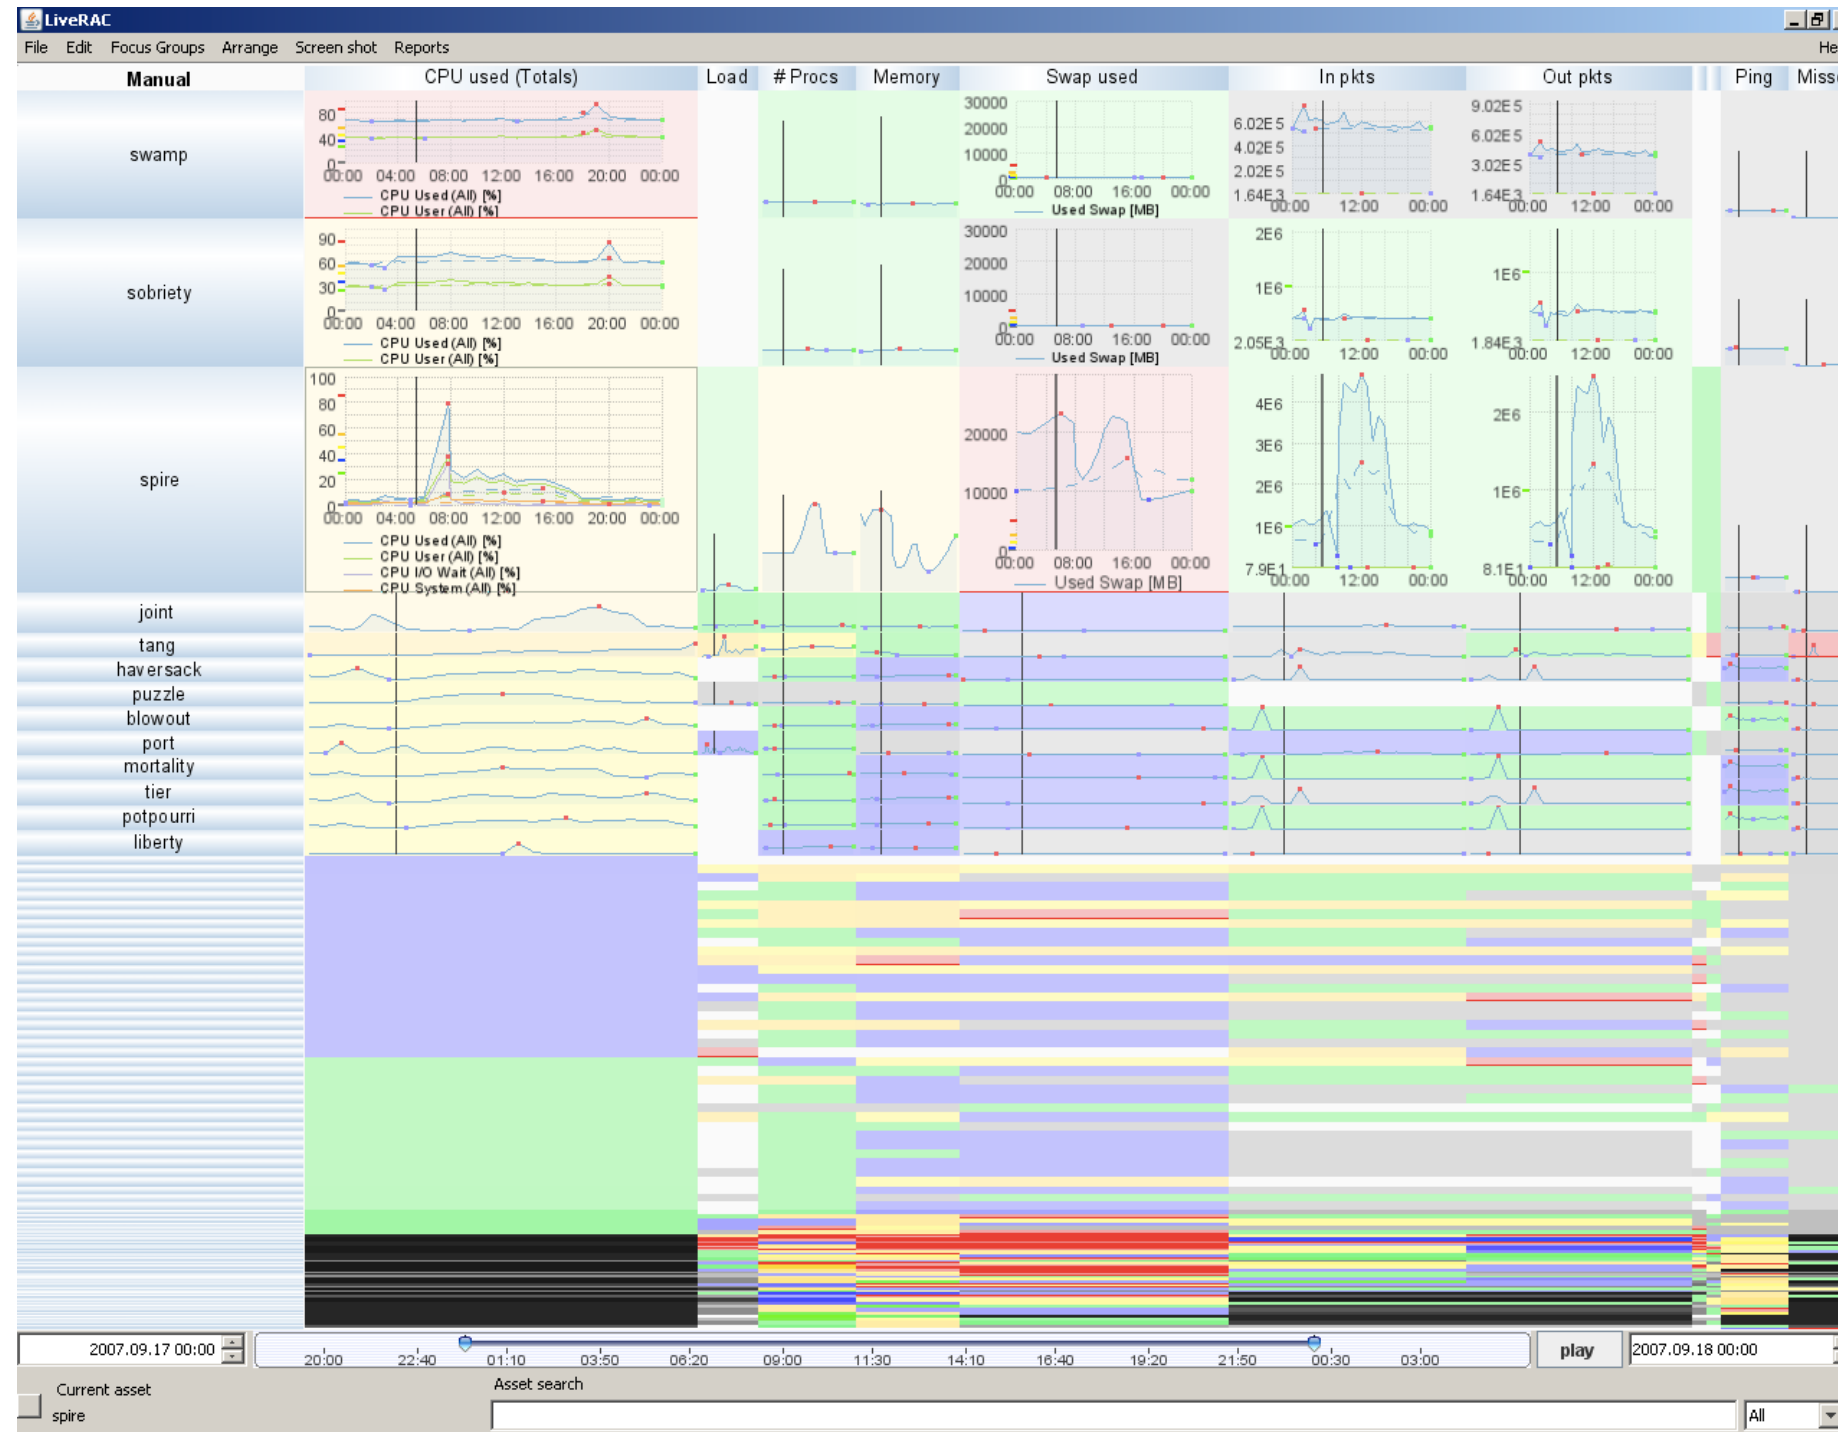 LiveRAC
File Edit Focus Groups Arrange Screen shot Reports
Manual CPU used (Totals) Load # Procs Memory Swap used In pkts Out pkts Ping
swamp
80
40
0
00:00 04:00 08:00 12:00 16:00 20:00 00:00
CPU Used (All) [%]
CPU User (All) [%]
30000
20000
10000
0
00:00 08:00 16:00 00:00
Used Swap [MB]
6.02E5
4.02E5
2.02E5
1.64E3
00:00 12:00 00:00
9.02E5
6.02E5
3.02E5
1.64E3
00:00 12:00 00:00
sobriety
90
60
30
0
00:00 04:00 08:00 12:00 16:00 20:00 00:00
CPU Used (All) [%]
CPU User (All) [%]
30000
20000
10000
0
00:00 08:00 16:00 00:00
Used Swap [MB]
2E6
1E6
2.05E3
00:00 12:00 00:00
1E6
1.84E3
00:00 12:00 00:00
spire
100
80
60
40
20
0
00:00 04:00 08:00 12:00 16:00 20:00 00:00
CPU Used (All) [%]
CPU User (All) [%]
CPU I/O Wait (All) [%]
CPU System (All) [%]
20000
10000
0
00:00 08:00 16:00 00:00
Used Swap [MB]
4E6
3E6
2E6
1E6
7.9E1
00:00 12:00 00:00
2E6
1E6
8.1E1
00:00 12:00 00:00
joint
tang
haversack
puzzle
blowout
port
mortality
tier
potpourri
liberty
2007.09.17 00:00
20:00 22:40 01:10 03:50 06:20 09:00 11:30 14:10 16:40 19:20 21:50 00:30 03:00
play
2007.09.18 00:00
Current asset
spire
Asset search
All